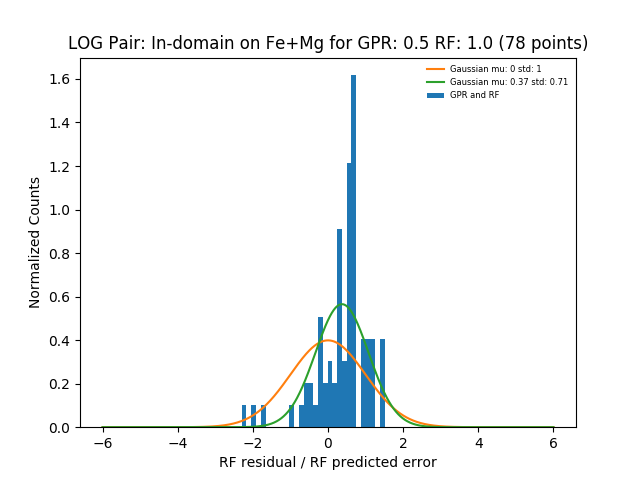 LOG Pair: In-domain on Fe+Mg for GPR: 0.5 RF: 1.0 (78 points)
Gaussian mu: 0 std: 1
Gaussian mu: 0.37 std: 0.71
GPR and RF
Normalized Counts
1.6
1.4
1.2
1.0
0.8
0.6
0.4
0.2
0.0
−6 −4 −2 0 2 4 6
RF residual / RF predicted error